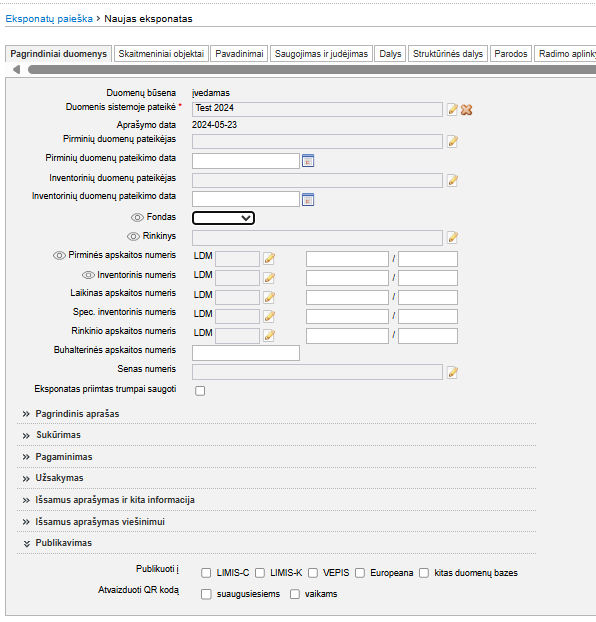 Eksponatų paieška > Naujas eksponatas
Pagrindiniai duomenys Skaitmeniniai objektai Pavadinimai Saugojimas ir judėjimas Dalys Struktūrinės dalys Parodos Radimo aplinky
Duomenų būsena įvedamas
Duomenis sistemoje pateikė * Test 2024
Aprašymo data 2024-05-23
Pirminių duomenų pateikėjas
Pirminių duomenų pateikimo data
Inventorinių duomenų pateikėjas
Inventorinių duomenų pateikimo data
Fondas
Rinkinys
Pirminės apskaitos numeris LDM /
Inventorinis numeris LDM /
Laikinas apskaitos numeris LDM /
Spec. inventorinis numeris LDM /
Rinkinio apskaitos numeris LDM /
Buhalterinės apskaitos numeris
Senas numeris
Eksponatas priimtas trumpai saugoti
Pagrindinis aprašas
Sukūrimas
Pagaminimas
Užsakymas
Išsamus aprašymas ir kita informacija
Išsamus aprašymas viešinimui
Publikavimas
Publikuoti į LIMIS-C LIMIS-K VEPIS Europeana kitas duomenų bazes
Atvaizduoti QR kodą suaugusiesiems vaikams